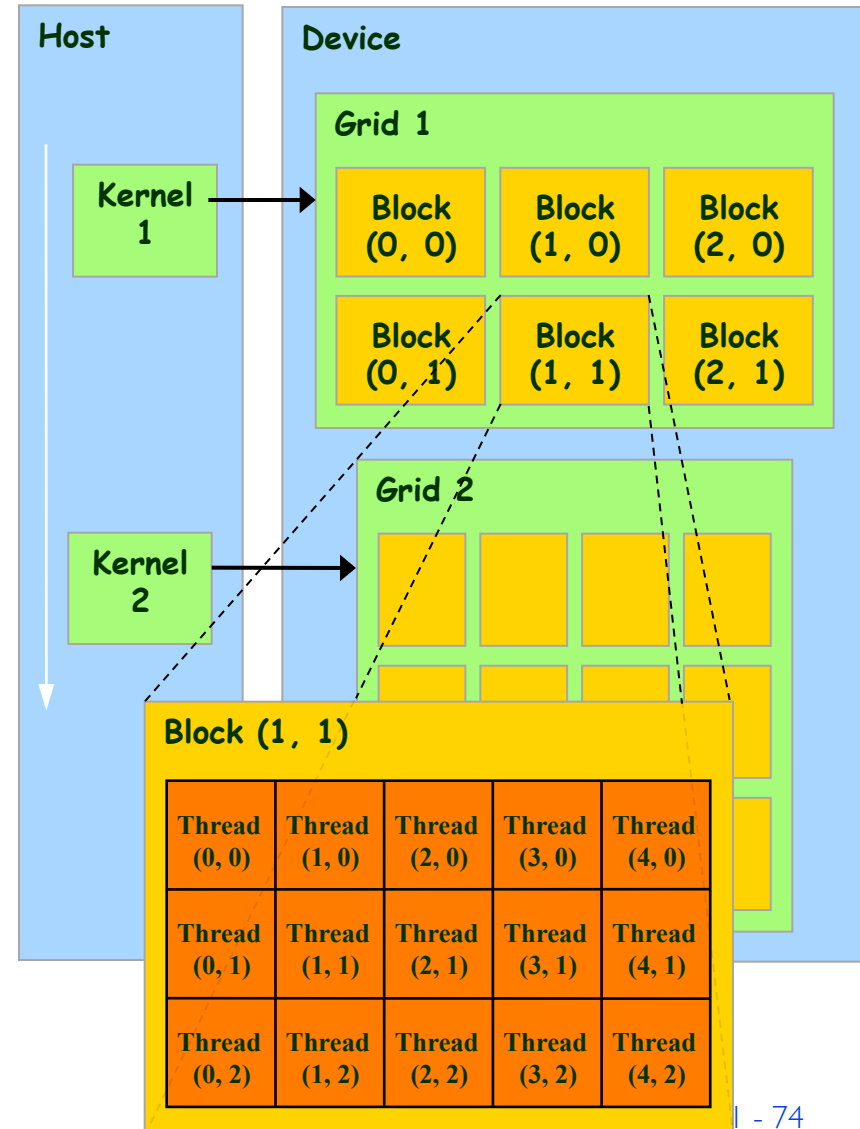 Host
Device
Grid 1
Kernel
1
Block
(0, 0)
Block
(1, 0)
Block
(2, 0)
Block
(0, 1)
Block
(1, 1)
Block
(2, 1)
Grid 2
Kernel
2
Block (1, 1)
Thread
(0, 0)
Thread
(1, 0)
Thread
(2, 0)
Thread
(3, 0)
Thread
(4, 0)
Thread
(0, 1)
Thread
(1, 1)
Thread
(2, 1)
Thread
(3, 1)
Thread
(4, 1)
Thread
(0, 2)
Thread
(1, 2)
Thread
(2, 2)
Thread
(3, 2)
Thread
(4, 2)
- 74